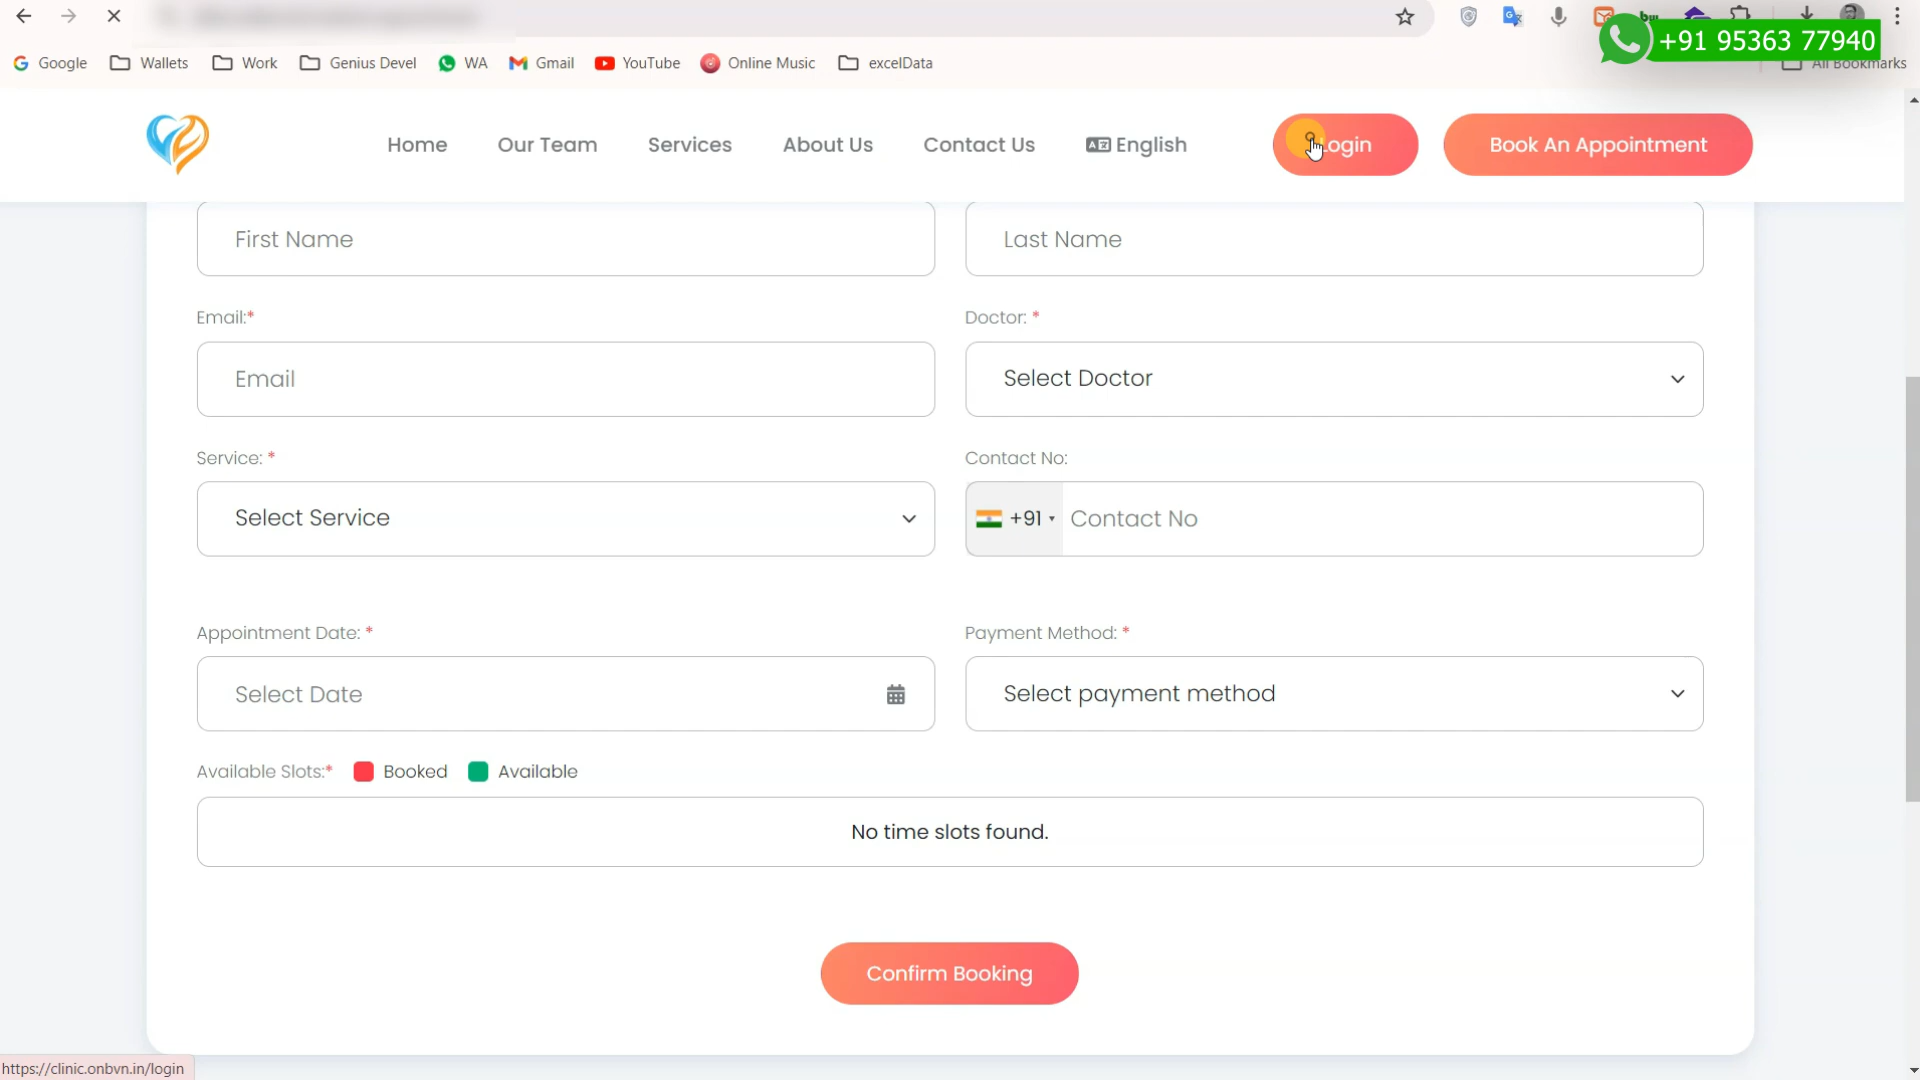 +91 95363 77940
Google Wallets Work Genius Devel WA Gmail YouTube Online Music excelData All Bookmarks
Home Our Team Services About Us Contact Us English Login Book An Appointment
First Name Last Name
Email:* Doctor: *
Email Select Doctor
Service: * Contact No:
Select Service +91 Contact No
Appointment Date: * Payment Method: *
Select Date Select payment method
Available Slots:* Booked Available
No time slots found.
Confirm Booking
https://clinic.onbvn.in/login